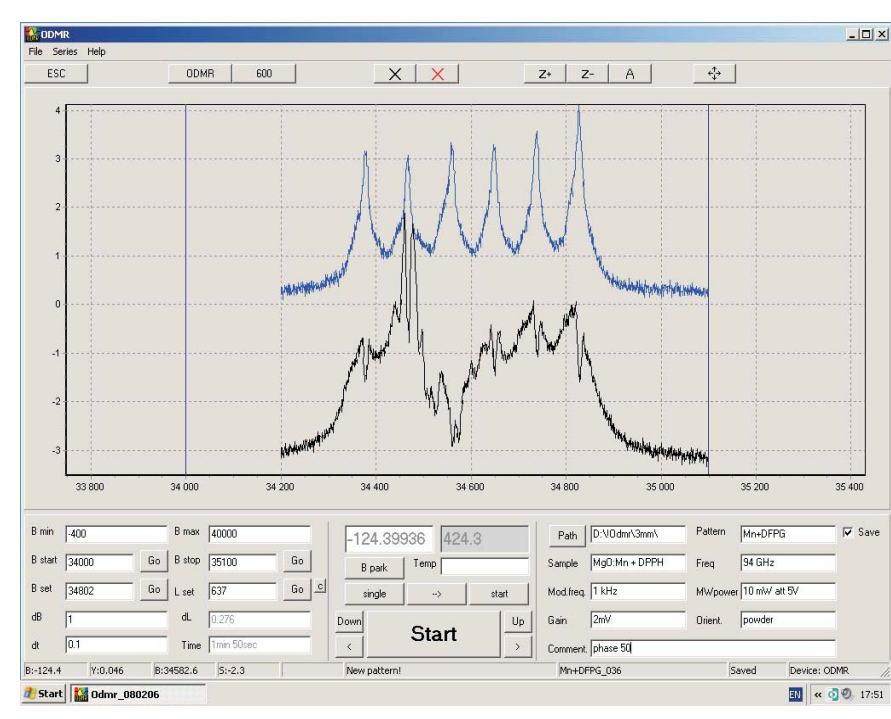 ODMR
File Series Help
ESC ODMR 600 Z+ Z- A
4
3
2
1
0
-1
-2
-3
33 800 34 000 34 200 34 400 34 600 34 800 35 000 35 200 35 400
B min -400 B max 40000 -124.39936 424.3 Path D:\!Odmr\3mm\ Pattern Mn+DFPG Save
B start 34000 Go B stop 35100 Go B park Temp Sample MgO:Mn + DPPH Freq 94 GHz
B set 34802 Go L set 637 Go C single --> start Mod.freq. 1 kHz MWpower 10 mW att 5V
dB 1 dL 0.276 Down Start Up Gain 2mV Orient. powder
dt 0.1 Time 1min 50sec < > Comment. phase 50
B:-124.4 Y:0.046 B:34582.6 S:-2.3 New pattern! Mn+DFPG_036 Saved Device: ODMR
Start Odmr_080206 EN « 17:51